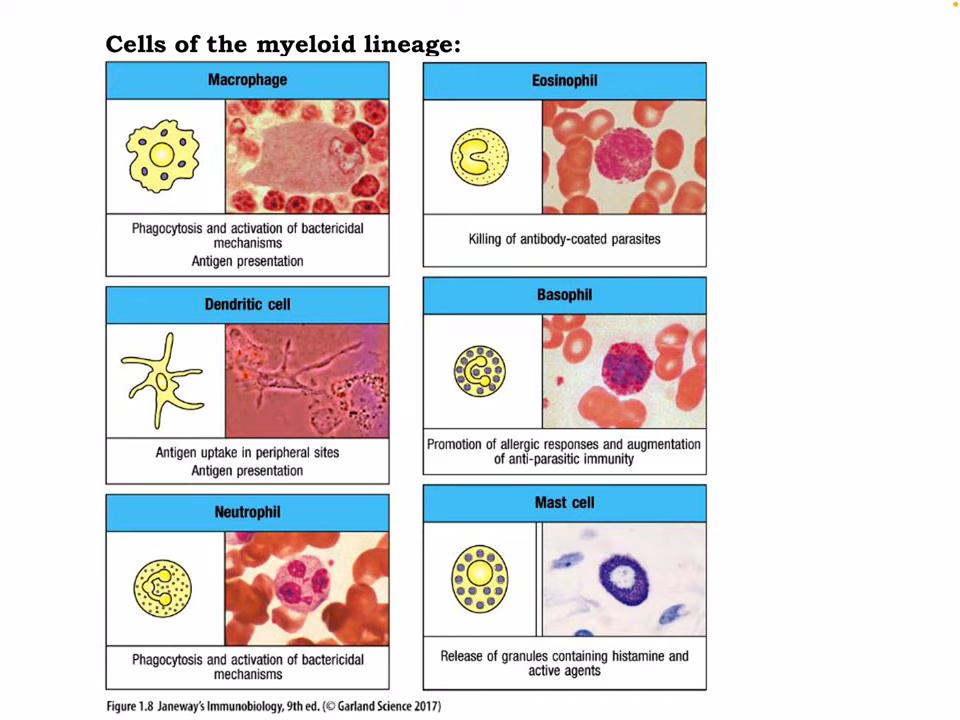 Cells of the myeloid lineage:
Macrophage
Phagocytosis and activation of bactericidal
mechanisms
Antigen presentation
Dendritic cell
Antigen uptake in peripheral sites
Antigen presentation
Neutrophil
Phagocytosis and activation of bactericidal
mechanisms
Eosinophil
Killing of antibody-coated parasites
Basophil
Promotion of allergic responses and augmentation
of anti-parasitic immunity
Mast cell
Release of granules containing histamine and
active agents
Figure 1.8 Janeway's Immunobiology, 9th ed. (© Garland Science 2017)